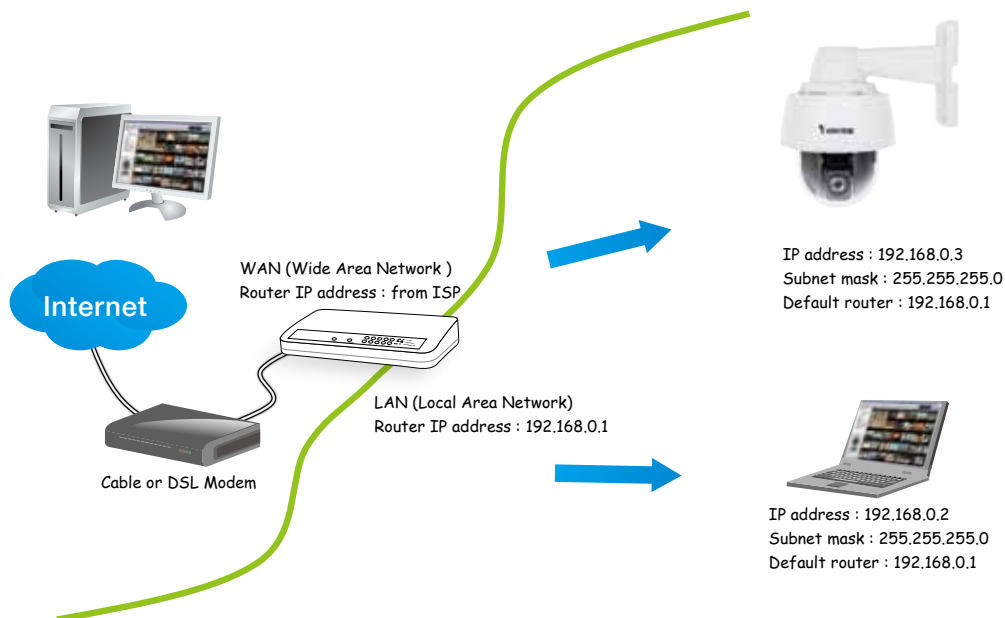 Internet
WAN (Wide Area Network )
Router IP address : from ISP
LAN (Local Area Network)
Router IP address : 192.168.0.1
Cable or DSL Modem
IP address : 192.168.0.3
Subnet mask : 255.255.255.0
Default router : 192.168.0.1
IP address : 192.168.0.2
Subnet mask : 255.255.255.0
Default router : 192.168.0.1